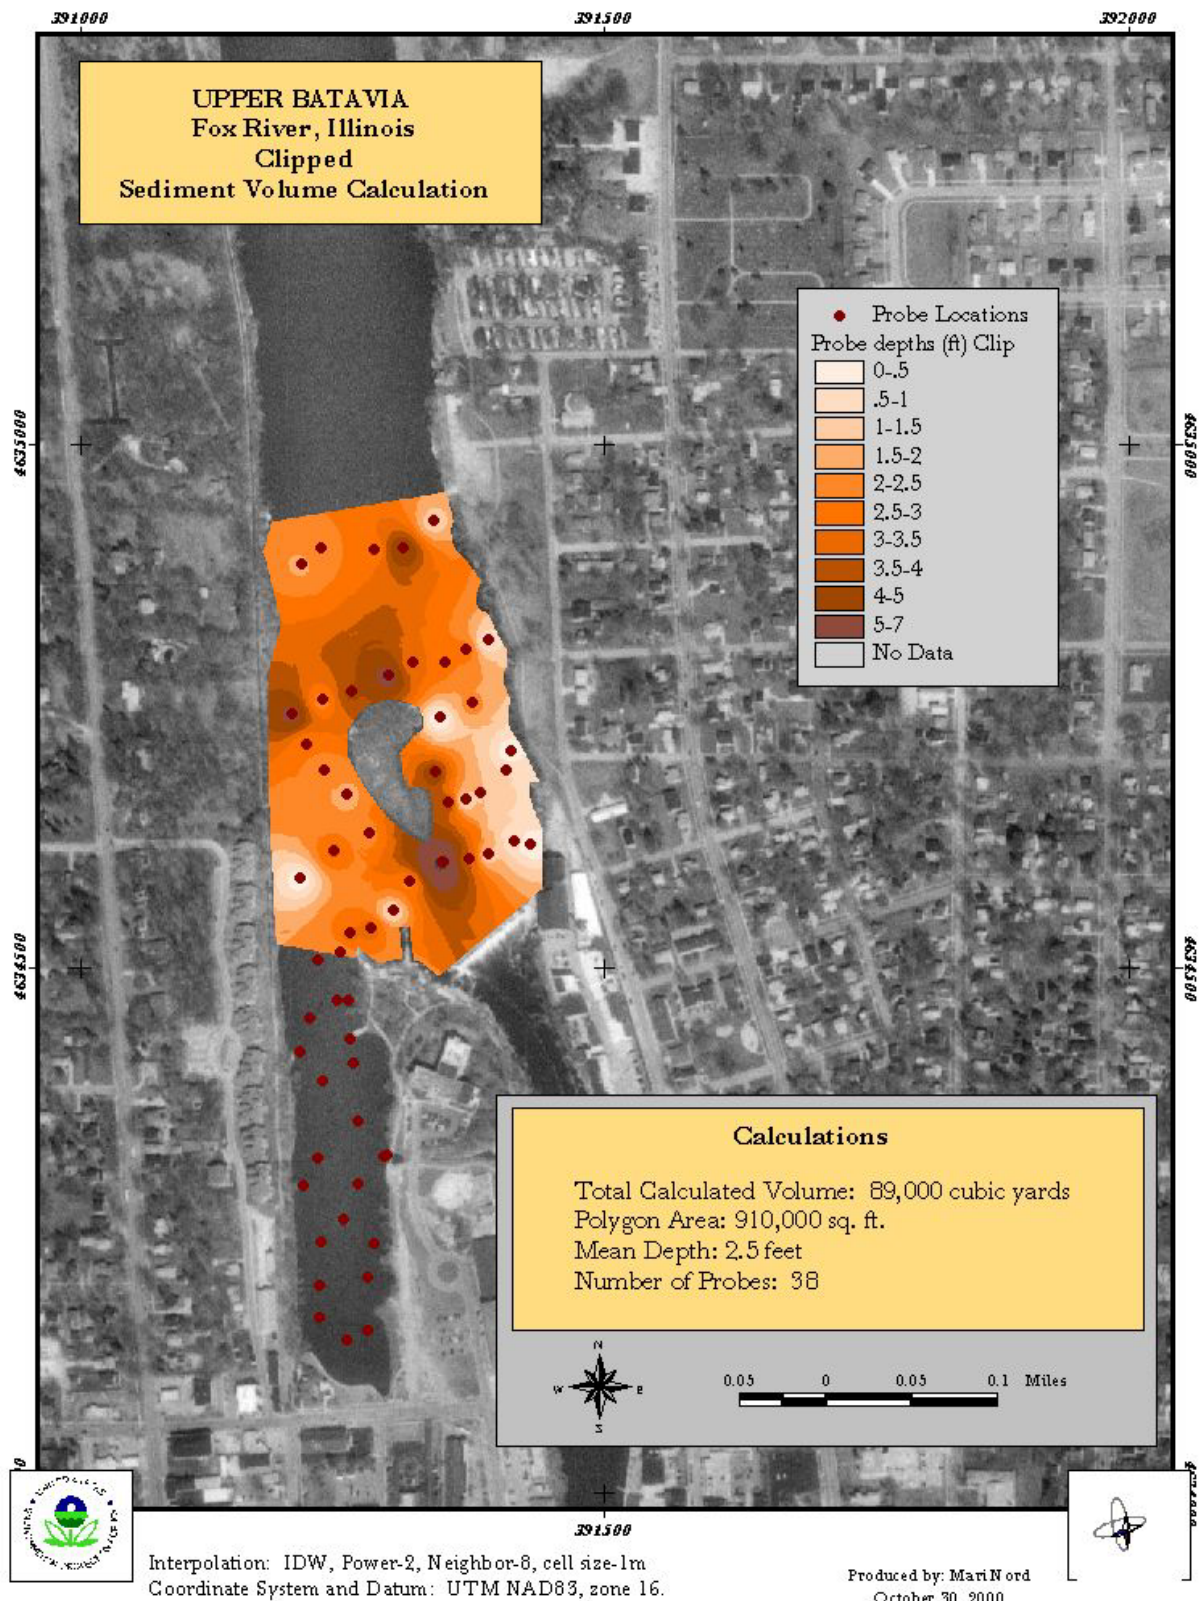 391000 391500 392000
UPPER BATAVIA
Fox River, Illinois
Clipped
Sediment Volume Calculation
Probe Locations
Probe depths (ft) Clip
0-.5
.5-1
1-1.5
1.5-2
2-2.5
2.5-3
3-3.5
3.5-4
4-5
5-7
No Data
4635000 4635000
4634500 4634500
Calculations
Total Calculated Volume: 89,000 cubic yards
Polygon Area: 910,000 sq. ft.
Mean Depth: 2.5 feet
Number of Probes: 38
N
W E
S
0.05 0 0.05 0.1 Miles
391500
Interpolation: IDW, Power-2, Neighbor-8, cell size-1m
Coordinate System and Datum: UTM NAD83, zone 16.
Produced by: Mari Nord
October 30, 2000